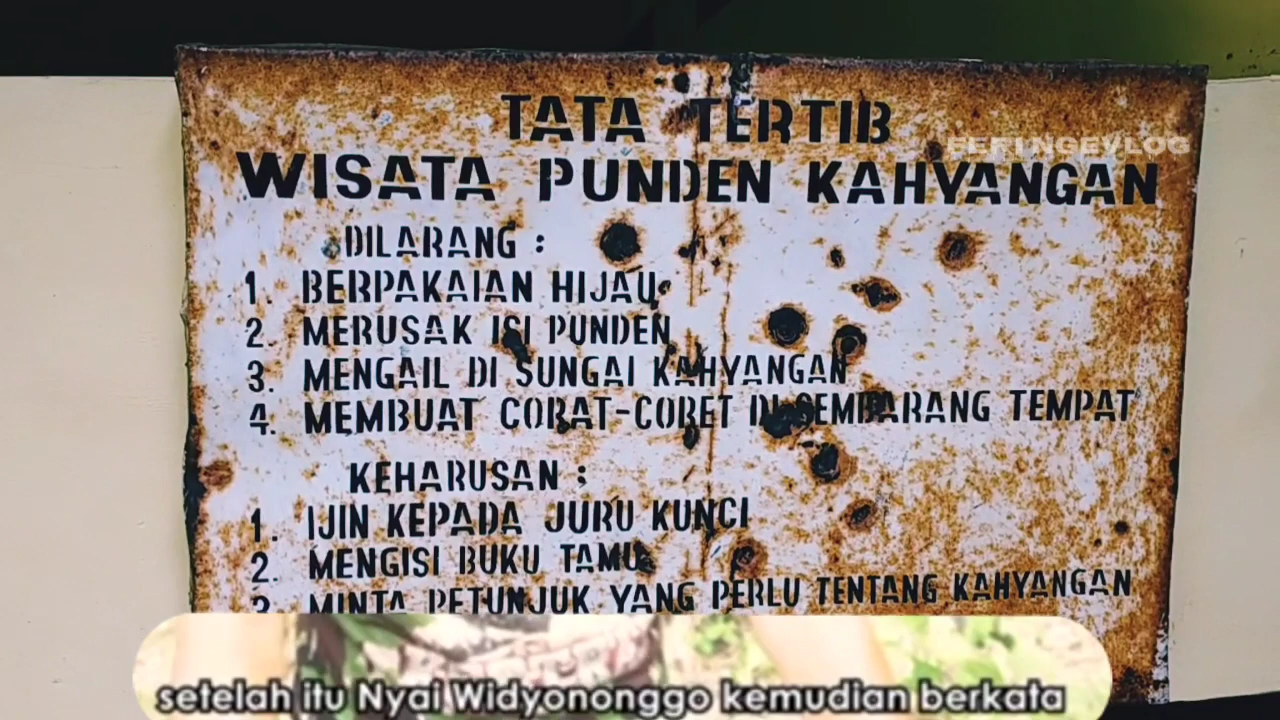 TATA TERTIB
FERINGEVLOG
WISATA PUNDEN KAHYANGAN
DILARANG :
1. BERPAKAIAN HIJAU
2. MERUSAK ISI PUNDEN
3. MENGAIL DI SUNGAI KAHYANGAN
4. MEMBUAT CORAT-CORET DI SEMBARANG TEMPAT
KEHARUSAN :
1. IJIN KEPADA JURU KUNCI
2. MENGISI BUKU TAMU
3. MINTA PETUNJUK YANG PERLU TENTANG KAHYANGAN
setelah itu Nyai Widyononggo kemudian berkata